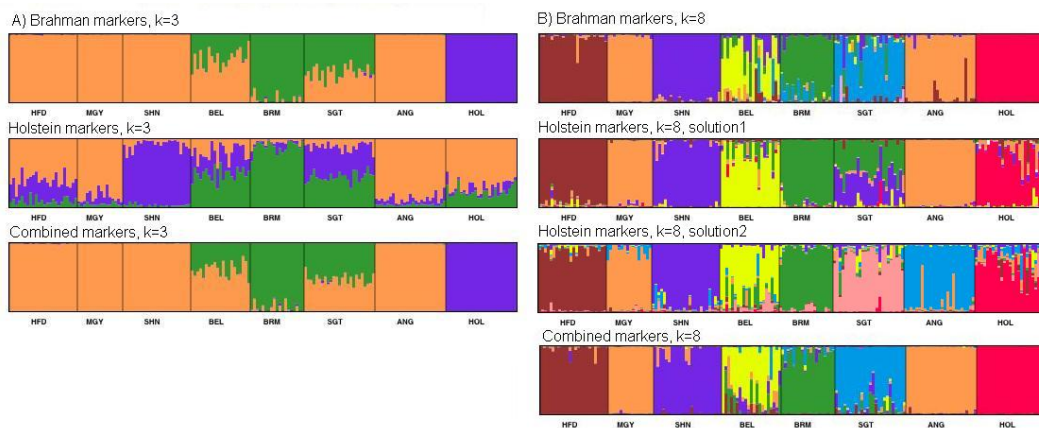 A) Brahman markers, k=3
HFD MGY SHN BEL BRM SGT ANG HOL
Holstein markers, k=3
HFD MGY SHN BEL BRM SGT ANG HOL
Combined markers, k=3
HFD MGY SHN BEL BRM SGT ANG HOL
B) Brahman markers, k=8
HFD MGY SHN BEL BRM SGT ANG HOL
Holstein markers, k=8, solution1
HFD MGY SHN BEL BRM SGT ANG HOL
Holstein markers, k=8, solution2
HFD MGY SHN BEL BRM SGT ANG HOL
Combined markers, k=8
HFD MGY SHN BEL BRM SGT ANG HOL